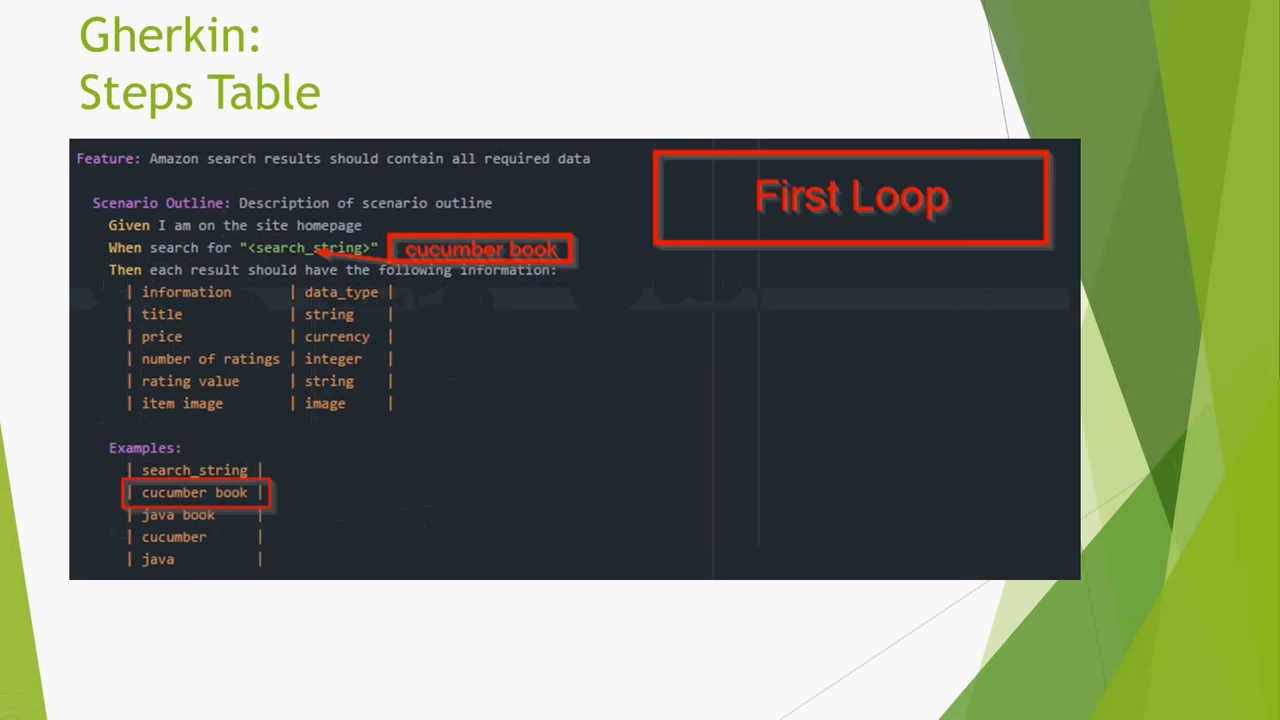 Gherkin:
Steps Table
Feature: Amazon search results should contain all required data
First Loop
Scenario Outline: Description of scenario outline
Given I am on the site homepage
When search for "<search_string>"
cucumber book
Then each result should have the following information:
| information | data_type |
| title | string |
| price | currency |
| number of ratings | integer |
| rating value | string |
| item image | image |
Examples:
| search_string |
| cucumber book |
| java book |
| cucumber |
| java |